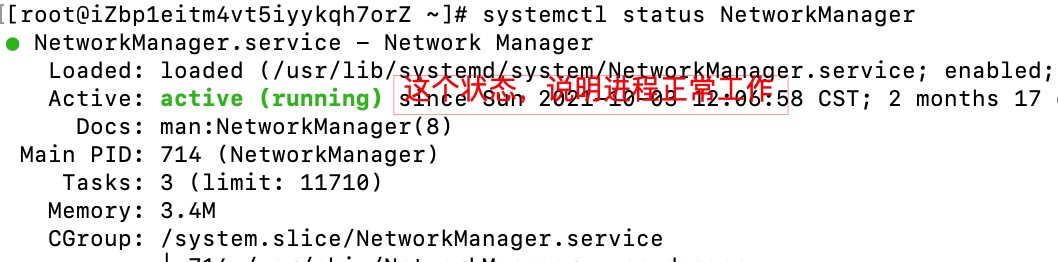 [[root@iZbp1eitm4vt5iyykqh7orZ ~]# systemctl status NetworkManager
● NetworkManager.service – Network Manager
Loaded: loaded (/usr/lib/systemd/system/NetworkManager.service; enabled;
这个状态，说明进程正常工作
Active: active (running) since Sun 2021-10-03 12:06:58 CST; 2 months 17
Docs: man:NetworkManager(8)
Main PID: 714 (NetworkManager)
Tasks: 3 (limit: 11710)
Memory: 3.4M
CGroup: /system.slice/NetworkManager.service